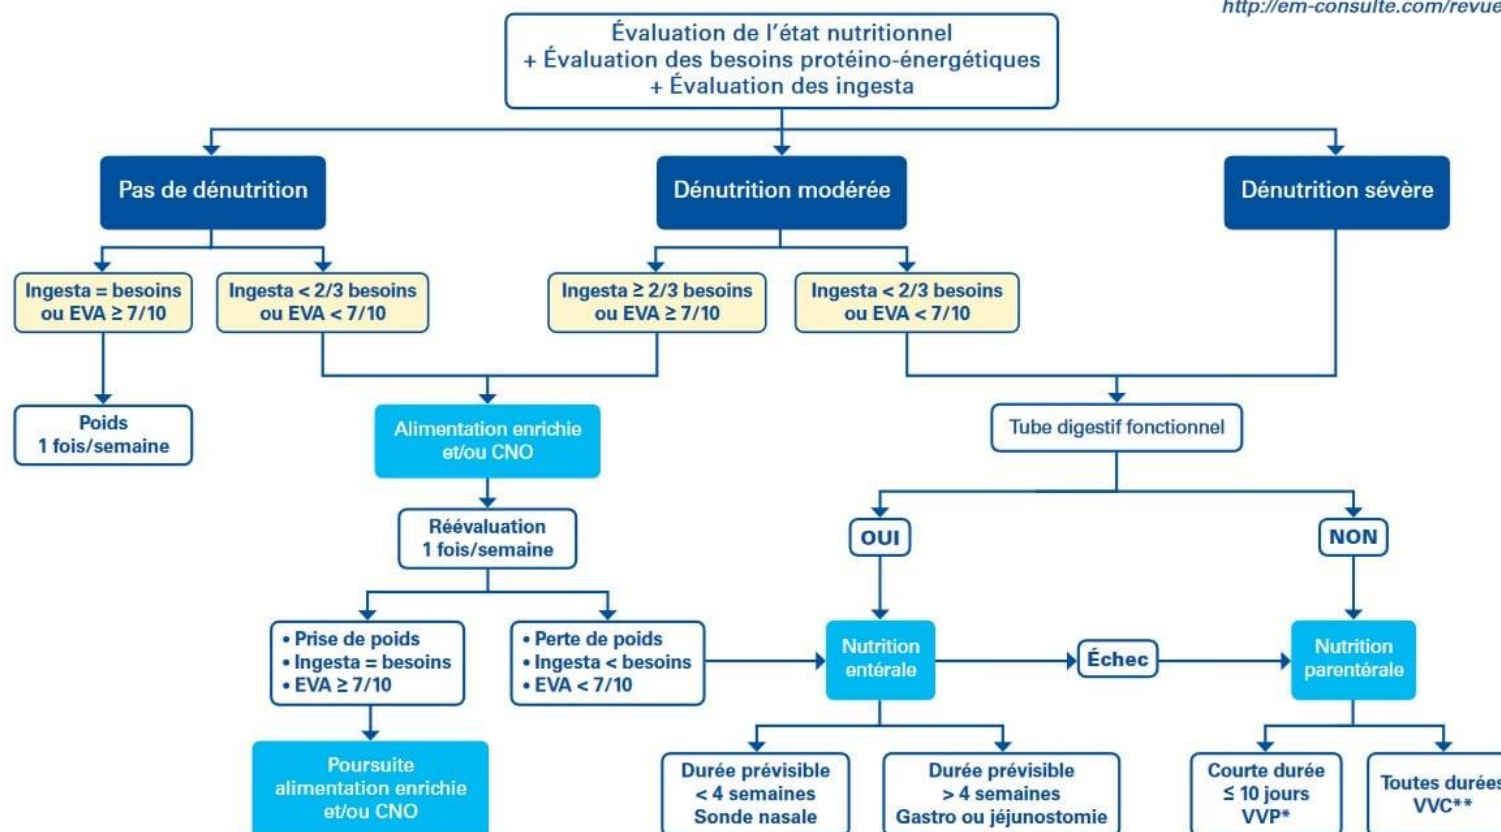 http://em-consulte.com/revue
Évaluation de l'état nutritionnel
+ Évaluation des besoins protéino-énergétiques
+ Évaluation des ingesta
Pas de dénutrition
Dénutrition modérée
Dénutrition sévère
Ingesta = besoins
ou EVA ≥ 7/10
Ingesta < 2/3 besoins
ou EVA < 7/10
Ingesta ≥ 2/3 besoins
ou EVA ≥ 7/10
Ingesta < 2/3 besoins
ou EVA < 7/10
Poids
1 fois/semaine
Alimentation enrichie
et/ou CNO
Tube digestif fonctionnel
Réévaluation
1 fois/semaine
OUI
NON
• Prise de poids
• Ingesta = besoins
• EVA ≥ 7/10
• Perte de poids
• Ingesta < besoins
• EVA < 7/10
Nutrition
entérale
Échec
Nutrition
parentérale
Poursuite
alimentation enrichie
et/ou CNO
Durée prévisible
< 4 semaines
Sonde nasale
Durée prévisible
> 4 semaines
Gastro ou jéjunostomie
Courte durée
≤ 10 jours
VVP*
Toutes durées
VVC**